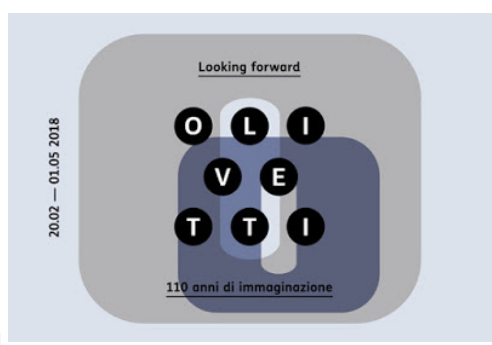 Looking forward
O L I
V E
T T I
110 anni di immaginazione
20.02 — 01.05 2018